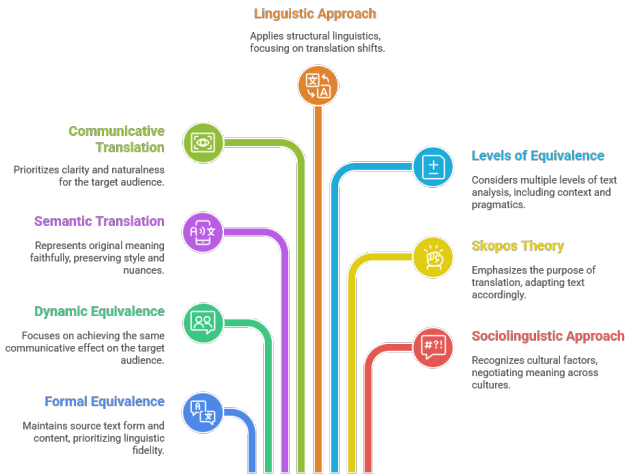 Linguistic Approach
Applies structural linguistics,
focusing on translation shifts.
Communicative
Translation
Prioritizes clarity and naturalness
for the target audience.
Semantic Translation
Represents original meaning
faithfully, preserving style and
nuances.
Dynamic Equivalence
Focuses on achieving the same
communicative effect on the target
audience.
Formal Equivalence
Maintains source text form and
content, prioritizing linguistic
fidelity.
Levels of Equivalence
Considers multiple levels of text
analysis, including context and
pragmatics.
Skopos Theory
Emphasizes the purpose of
translation, adapting text
accordingly.
#?!
Sociolinguistic Approach
Recognizes cultural factors,
negotiating meaning across
cultures.